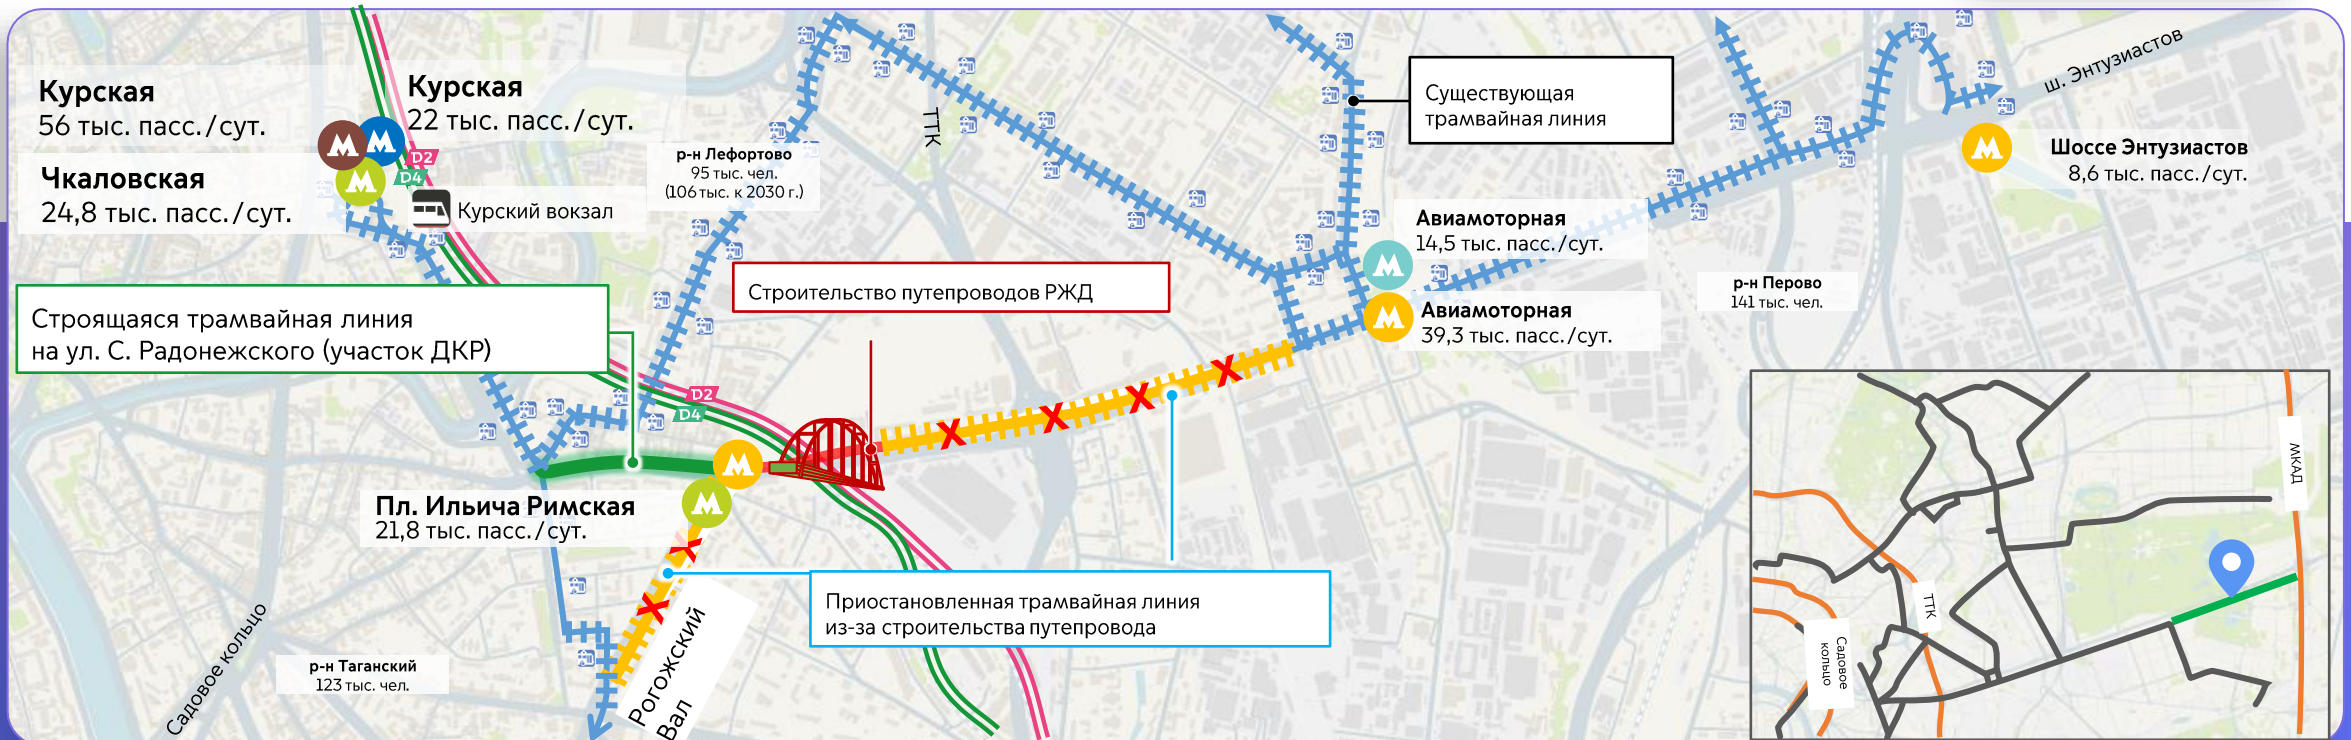 Курская
56 тыс. пасс./сут.
Курская
22 тыс. пасс./сут.
Чкаловская
24,8 тыс. пасс./сут.
D2
D4
Курский вокзал
р-н Лефортово
95 тыс. чел.
(106 тыс. к 2030 г.)
ТТК
Существующая
трамвайная линия
ш. Энтузиастов
Шоссе Энтузиастов
8,6 тыс. пасс./сут.
Авиамоторная
14,5 тыс. пасс./сут.
Авиамоторная
39,3 тыс. пасс./сут.
р-н Перово
141 тыс. чел.
Строительство путепроводов РЖД
Строящаяся трамвайная линия
на ул. С. Радонежского (участок ДКР)
D2
D4
Пл. Ильича Римская
21,8 тыс. пасс./сут.
Приостановленная трамвайная линия
из-за строительства путепровода
Рогожский
Вал
Садовое кольцо
р-н Таганский
123 тыс. чел.
МКАД
ТТК
Садовое
кольцо